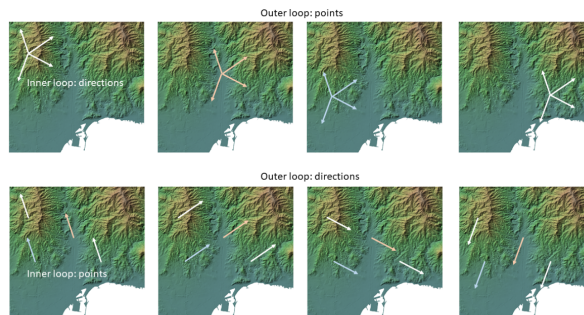 Outer loop: points
Inner loop: directions
Outer loop: directions
Inner loop: points